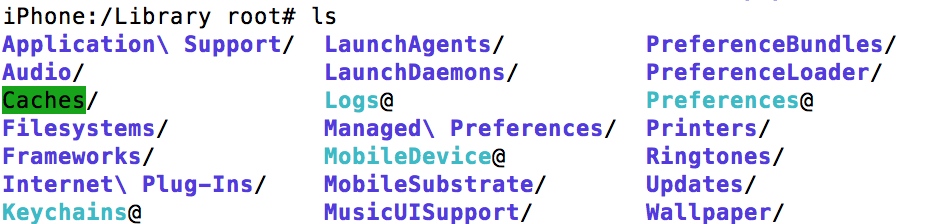 iPhone:/Library root# ls
Application\ Support/  LaunchAgents/          PreferenceBundles/
Audio/                 LaunchDaemons/         PreferenceLoader/
Caches/                Logs@                  Preferences@
Filesystems/           Managed\ Preferences/  Printers/
Frameworks/            MobileDevice@          Ringtones/
Internet\ Plug-Ins/    MobileSubstrate/       Updates/
Keychains@             MusicUISupport/        Wallpaper/